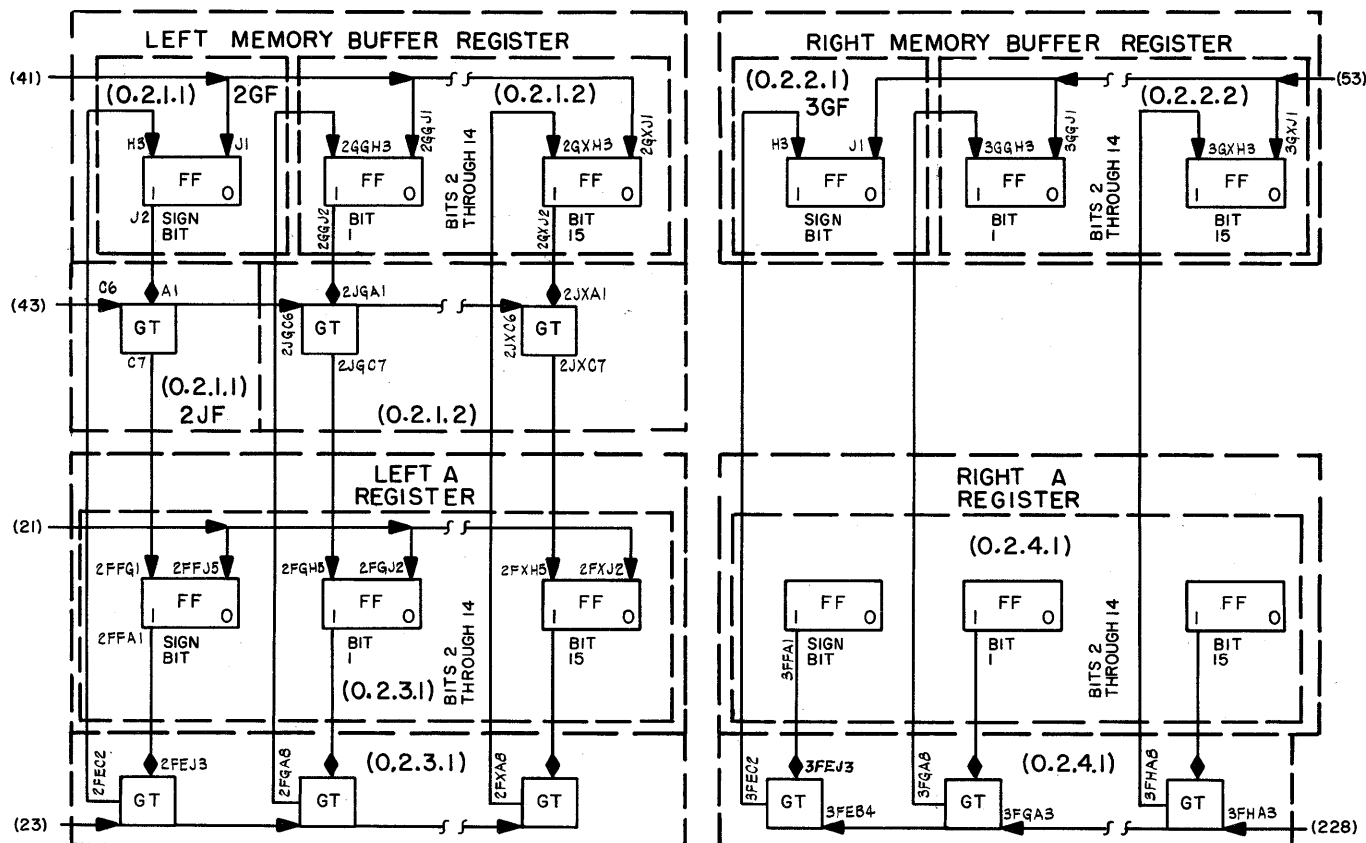 LEFT MEMORY BUFFER REGISTER
RIGHT MEMORY BUFFER REGISTER
(41)
(0.2.1.1)
2GF
(0.2.1.2)
(0.2.2.1)
3GF
(0.2.2.2)
(53)
H3
J1
2GGH3
2GGJ1
2GXH3
2GXJ1
H3
J1
3GGH3
3GGJ1
3GXH3
3GXJ1
1 FF 0
1 FF 0
1 FF 0
1 FF 0
1 FF 0
1 FF 0
J2
SIGN
BIT
2GGJ2
BIT
1
BITS 2
THROUGH 14
2GXJ2
BIT
15
SIGN
BIT
BIT
1
BITS 2
THROUGH 14
BIT
15
(43)
C6
A1
GT
C7
2JGC6
2JGA1
GT
2JGC7
2JXC6
2JXA1
GT
2JXC7
(0.2.1.1)
2JF
(0.2.1.2)
LEFT A
REGISTER
RIGHT A
REGISTER
(21)
(0.2.4.1)
2FFG1
2FFJ5
2FGH5
2FGJ2
2FXH5
2FXJ2
1 FF 0
1 FF 0
1 FF 0
1 FF 0
1 FF 0
1 FF 0
2FFA1
SIGN
BIT
BIT
1
(0.2.3.1)
BITS 2
THROUGH 14
BIT
15
3FFA1
SIGN
BIT
BIT
1
BITS 2
THROUGH 14
BIT
15
2FEC2
2FEJ3
GT
2FGA8
GT
(0.2.3.1)
2FXA8
GT
3FEC2
3FEJ3
GT
3FEB4
3FGA8
GT
3FGA3
(0.2.4.1)
3FHA8
GT
3FHA3
(23)
(228)